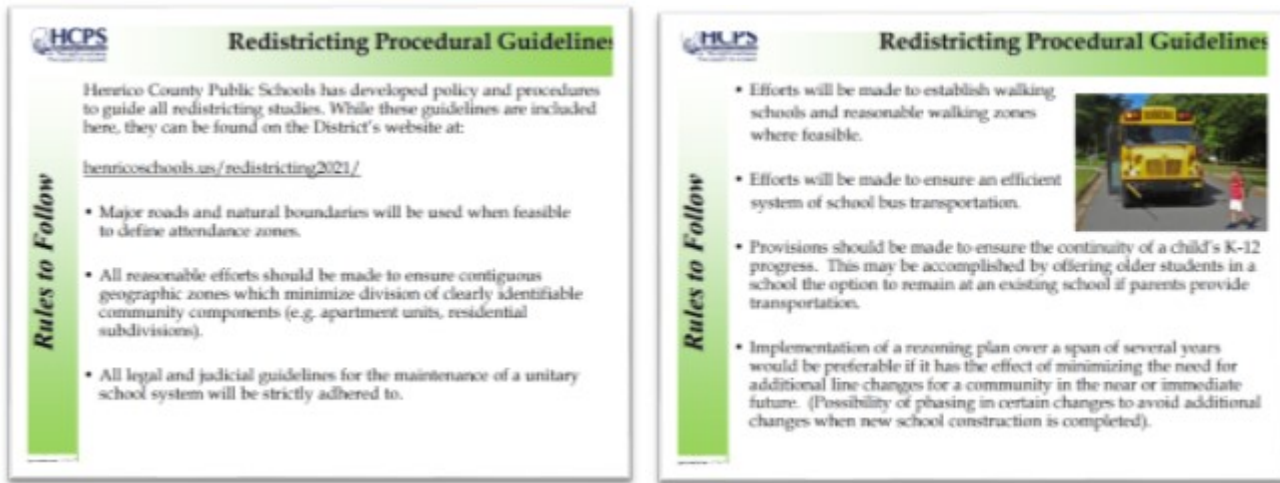 HCPS
Redistricting Procedural Guidelines
Henrico County Public Schools has developed policy and procedures
to guide all redistricting studies. While these guidelines are included
here, they can be found on the District's website at:
henricoschools.us/redistricting2021/
• Major roads and natural boundaries will be used when feasible
to define attendance zones.
• All reasonable efforts should be made to ensure contiguous
geographic zones which minimize division of clearly identifiable
community components (e.g. apartment units, residential
subdivisions).
• All legal and judicial guidelines for the maintenance of a unitary
school system will be strictly adhered to.
Rules to Follow
HCPS
Redistricting Procedural Guidelines
• Efforts will be made to establish walking
schools and reasonable walking zones
where feasible.
• Efforts will be made to ensure an efficient
system of school bus transportation.
• Provisions should be made to ensure the continuity of a child's K-12
progress. This may be accomplished by offering older students in a
school the option to remain at an existing school if parents provide
transportation.
• Implementation of a rezoning plan over a span of several years
would be preferable if it has the effect of minimizing the need for
additional line changes for a community in the near or immediate
future. (Possibility of phasing in certain changes to avoid additional
changes when new school construction is completed).
Rules to Follow